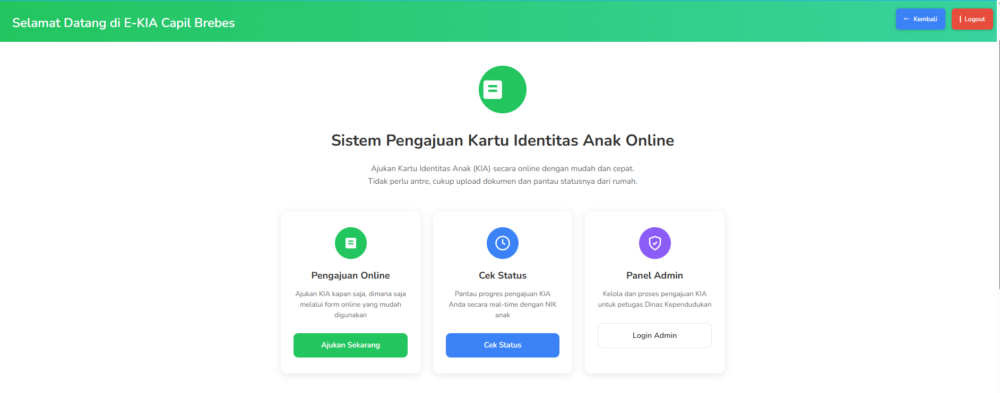 Selamat Datang di E-KIA Capil Brebes
← Kembali
Logout
Sistem Pengajuan Kartu Identitas Anak Online
Ajukan Kartu Identitas Anak (KIA) secara online dengan mudah dan cepat.
Tidak perlu antre, cukup upload dokumen dan pantau statusnya dari rumah.
Pengajuan Online
Ajukan KIA kapan saja, dimana saja
melalui form online yang mudah
digunakan
Ajukan Sekarang
Cek Status
Pantau progres pengajuan KIA
Anda secara real-time dengan NIK
anak
Cek Status
Panel Admin
Kelola dan proses pengajuan KIA
untuk petugas Dinas Kependudukan
Login Admin